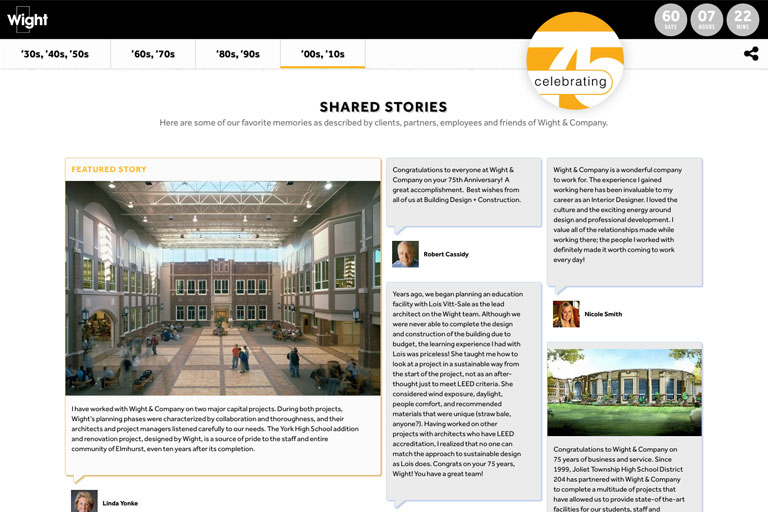 Wight
60 DAYS
07 HOURS
22 MINS
'30s, '40s, '50s
'60s, '70s
'80s, '90s
'00s, '10s
75
celebrating
SHARED STORIES
Here are some of our favorite memories as described by clients, partners, employees and friends of Wight & Company.
FEATURED STORY
I have worked with Wight & Company on two major capital projects. During both projects,
Wight's planning phases were characterized by collaboration and thoroughness, and their
architects and project managers listened carefully to our needs. The York High School addition
and renovation project, designed by Wight, is a source of pride to the staff and entire
community of Elmhurst, even ten years after its completion.
Linda Yonke
Congratulations to everyone at Wight &
Company on your 75th Anniversary! A
great accomplishment. Best wishes from
all of us at Building Design + Construction.
Robert Cassidy
Years ago, we began planning an education
facility with Lois Vitt-Sale as the lead
architect on the Wight team. Although we
were never able to complete the design
and construction of the building due to
budget, the learning experience I had with
Lois was priceless! She taught me how to
look at a project in a sustainable way from
the start of the project, not as an after-
thought just to meet LEED criteria. She
considered wind exposure, daylight,
people comfort, and recommended
materials that were unique (straw bale,
anyone?). Having worked on other
projects with architects who have LEED
accreditation, I realized that no one can
match the approach to sustainable design
as Lois does. Congrats on your 75 years,
Wight! You have a great team!
Wight & Company is a wonderful company
to work for. The experience I gained
working here has been invaluable to my
career as an Interior Designer. I loved the
culture and the exciting energy around
design and professional development. I
value all of the relationships made while
working there; the people I worked with
definitely made it worth coming to work
every day!
Nicole Smith
Congratulations to Wight & Company on
75 years of business and service. Since
1999, Joliet Township High School District
204 has partnered with Wight & Company
to complete a multitude of projects that
have allowed us to provide state-of-the-art
facilities for our students, staff and